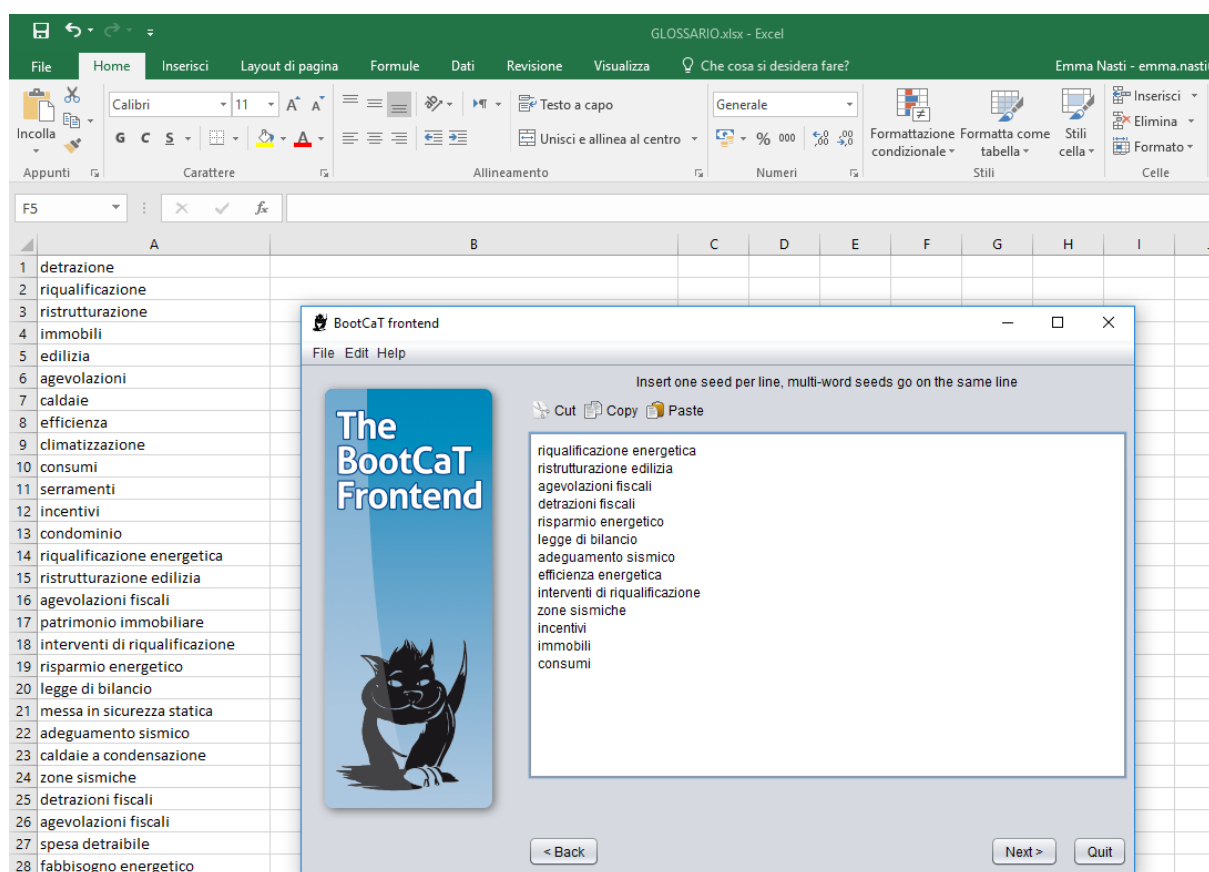 GLOSSARIO.xlsx - Excel
File Home Inserisci Layout di pagina Formule Dati Revisione Visualizza Che cosa si desidera fare? Emma Nasti - emma.nasti
Incolla
Calibri 11
G C S
Testo a capo
Unisci e allinea al centro
Generale
% 000
Formattazione condizionale
Formatta come tabella
Stili cella
Inserisci
Elimina
Formato
Appunti Carattere Allineamento Numeri Stili Celle
F5 fx
A B C D E F G H I
1 detrazione
2 riqualificazione
3 ristrutturazione
4 immobili
5 edilizia
6 agevolazioni
7 caldaie
8 efficienza
9 climatizzazione
10 consumi
11 serramenti
12 incentivi
13 condominio
14 riqualificazione energetica
15 ristrutturazione edilizia
16 agevolazioni fiscali
17 patrimonio immobiliare
18 interventi di riqualificazione
19 risparmio energetico
20 legge di bilancio
21 messa in sicurezza statica
22 adeguamento sismico
23 caldaie a condensazione
24 zone sismiche
25 detrazioni fiscali
26 agevolazioni fiscali
27 spesa detraibile
28 fabbisogno energetico
BootCaT frontend
File Edit Help
The
BootCaT
Frontend
Insert one seed per line, multi-word seeds go on the same line
Cut Copy Paste
riqualificazione energetica
ristrutturazione edilizia
agevolazioni fiscali
detrazioni fiscali
risparmio energetico
legge di bilancio
adeguamento sismico
efficienza energetica
interventi di riqualificazione
zone sismiche
incentivi
immobili
consumi
< Back Next > Quit